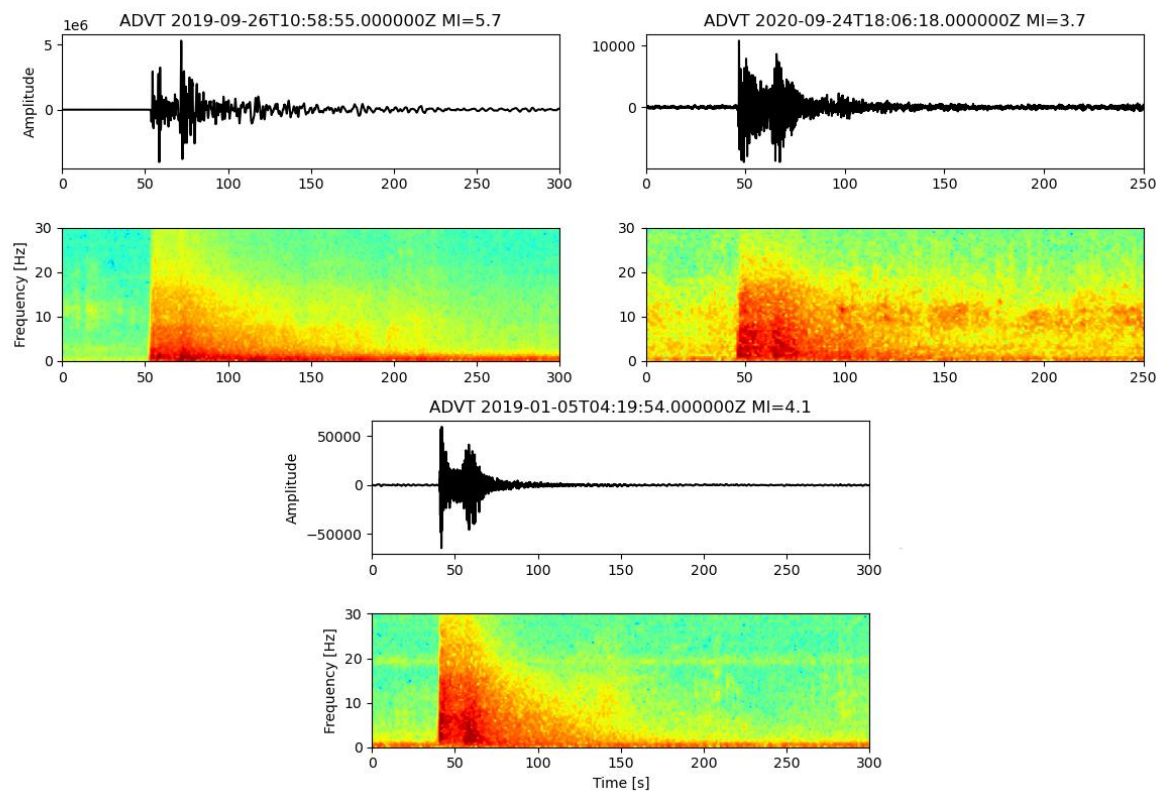 ADVT 2019-09-26T10:58:55.000000Z Ml=5.7
1e6
5
0
Amplitude
0 50 100 150 200 250 300
30
20
10
0
Frequency [Hz]
0 50 100 150 200 250 300
ADVT 2020-09-24T18:06:18.000000Z Ml=3.7
10000
0
0 50 100 150 200 250
30
20
10
0
0 50 100 150 200 250
ADVT 2019-01-05T04:19:54.000000Z Ml=4.1
50000
0
−50000
Amplitude
0 50 100 150 200 250 300
30
20
10
0
Frequency [Hz]
0 50 100 150 200 250 300
Time [s]